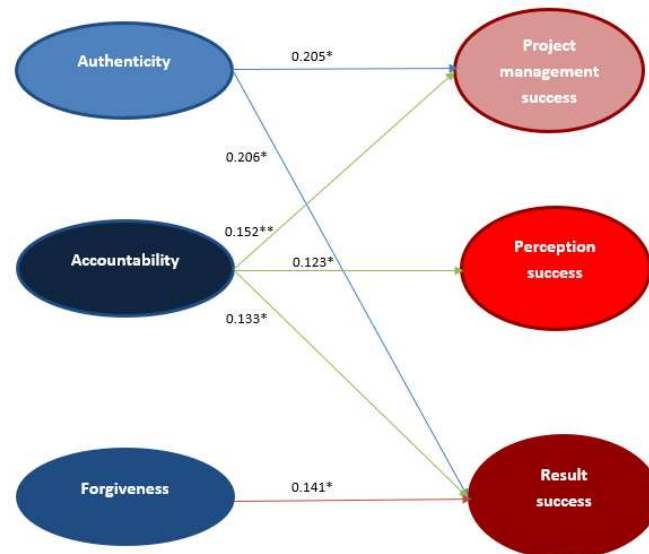 Authenticity
0.205*
Project
management
success
0.206*
0.152**
Accountability
0.123*
Perception
success
0.133*
Forgiveness
0.141*
Result
success